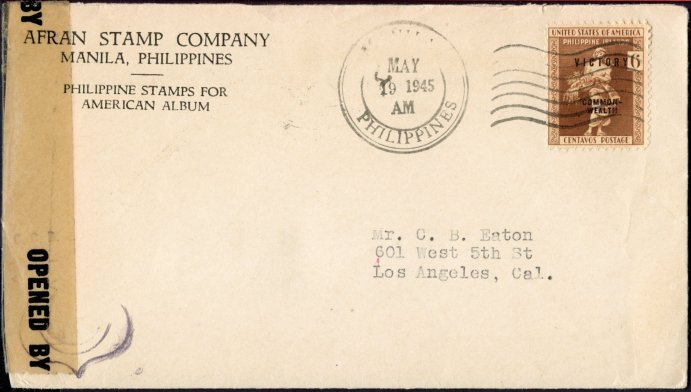 BY
AFRAN STAMP COMPANY
MANILA, PHILIPPINES
PHILIPPINE STAMPS FOR
AMERICAN ALBUM
MAY
19 1945
AM
PHILIPPINES
UNITED STATES OF AMERICA
PHILIPPINE ISLANDS
VICTORY 6
COMMON-
WEALTH
CENTAVOS POSTAGE
Mr. C. B. Eaton
601 West 5th St
Los Angeles, Cal.
OPENED BY